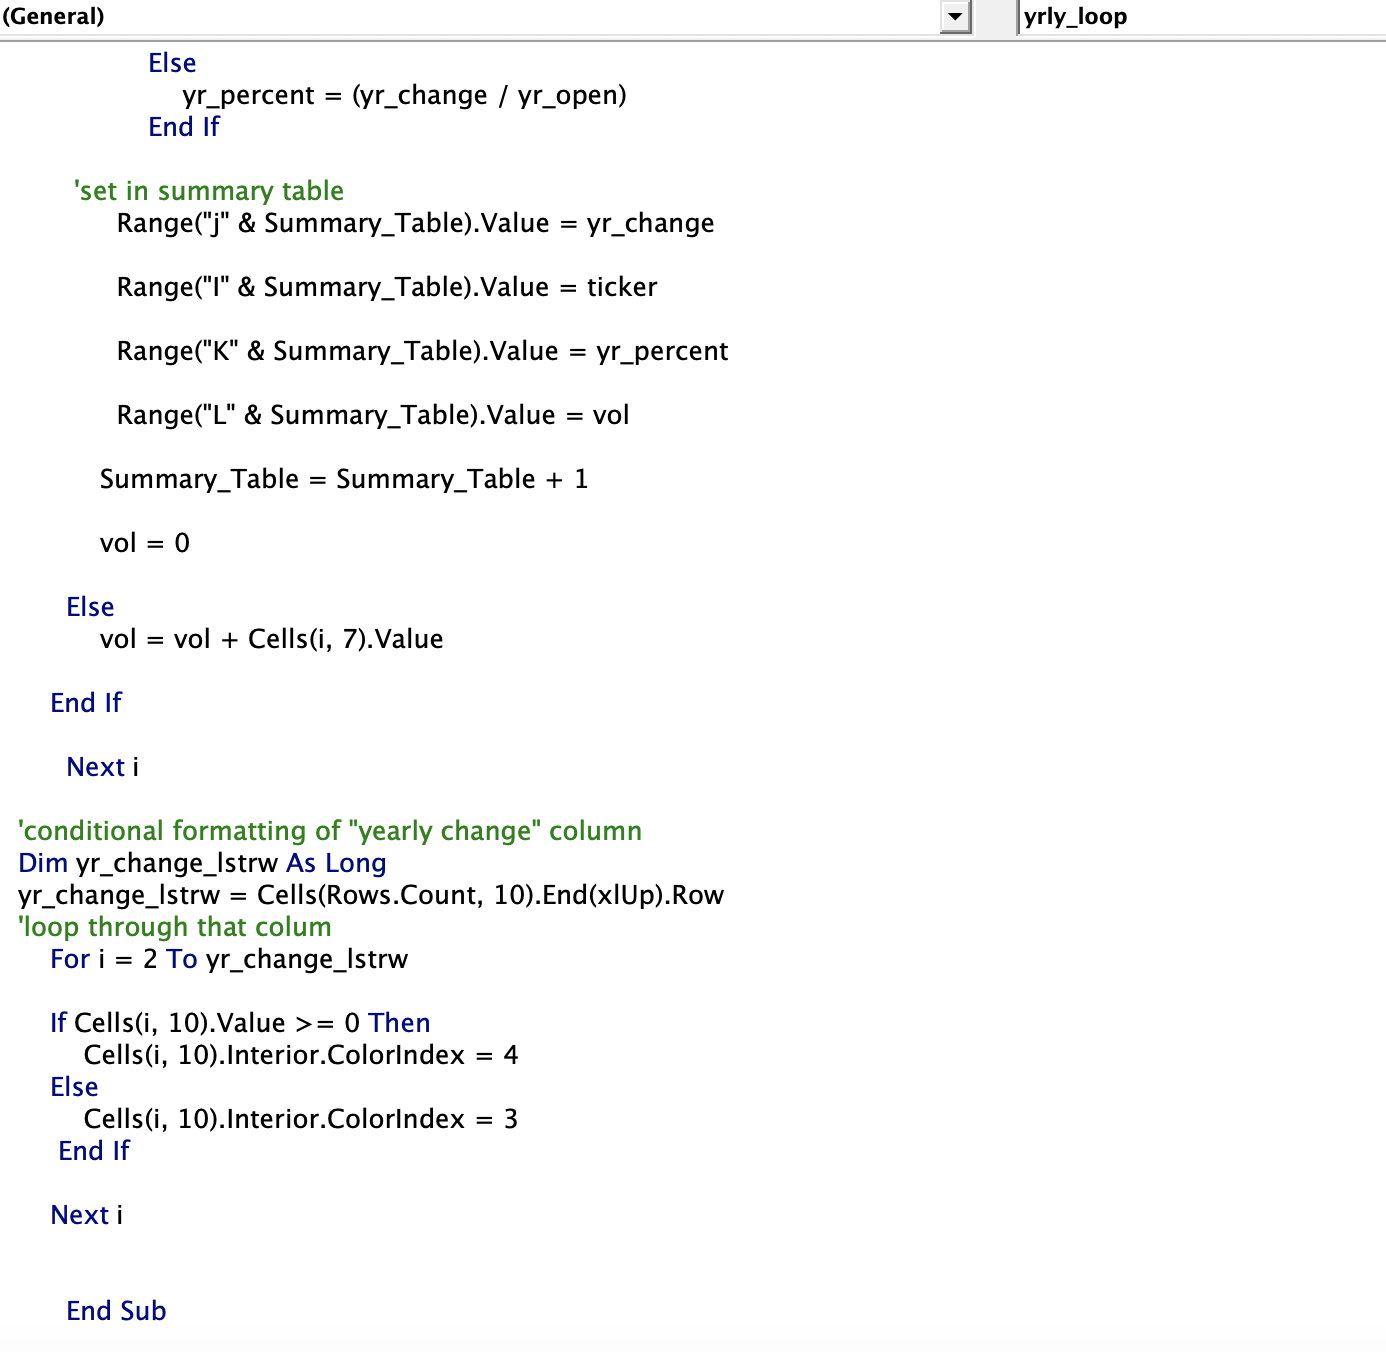 (General)
yrly_loop
Else
yr_percent = (yr_change / yr_open)
End If
'set in summary table
Range("j" & Summary_Table).Value = yr_change
Range("I" & Summary_Table).Value = ticker
Range("K" & Summary_Table).Value = yr_percent
Range("L" & Summary_Table).Value = vol
Summary_Table = Summary_Table + 1
vol = 0
Else
vol = vol + Cells(i, 7).Value
End If
Next i
'conditional formatting of "yearly change" column
Dim yr_change_lstrw As Long
yr_change_lstrw = Cells(Rows.Count, 10).End(xlUp).Row
'loop through that colum
For i = 2 To yr_change_lstrw
If Cells(i, 10).Value >= 0 Then
Cells(i, 10).Interior.ColorIndex = 4
Else
Cells(i, 10).Interior.ColorIndex = 3
End If
Next i
End Sub